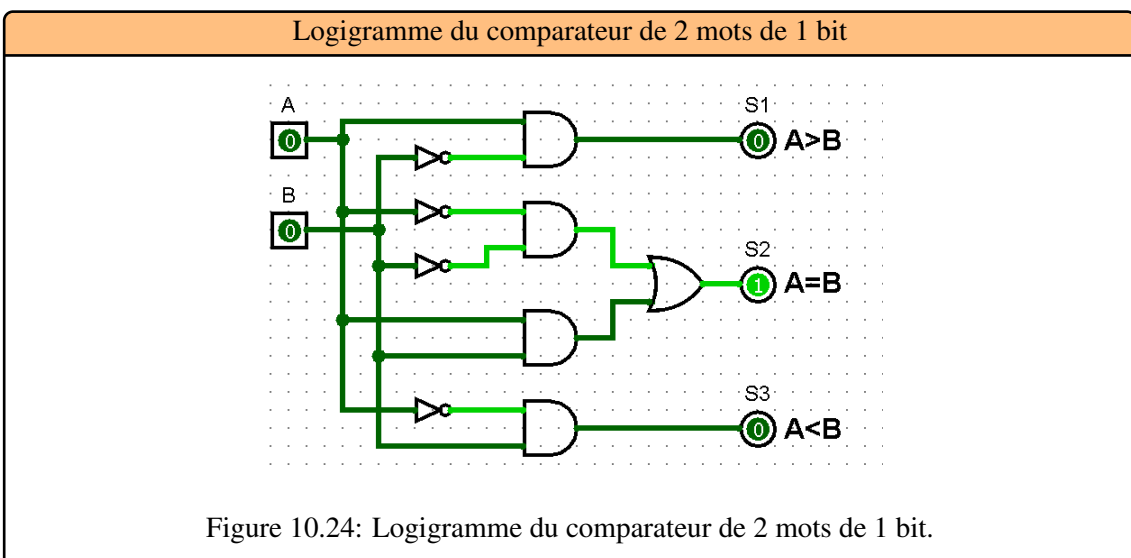 Logigramme du comparateur de 2 mots de 1 bit
A
0
B
0
S1
0 A>B
S2
1 A=B
S3
0 A<B
Figure 10.24: Logigramme du comparateur de 2 mots de 1 bit.